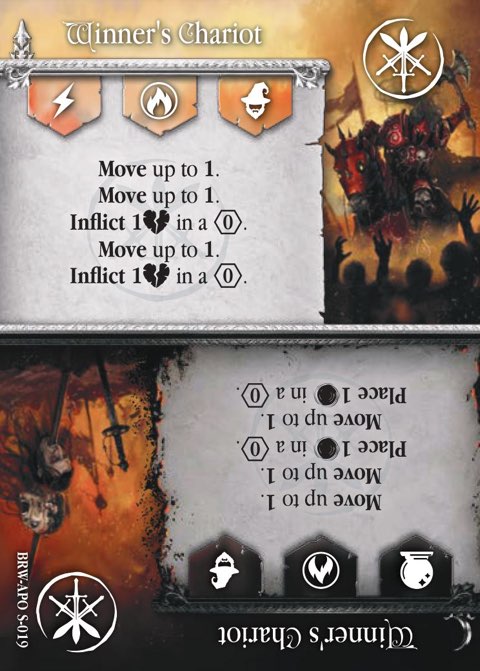 Winner's Chariot
Move up to 1.
Move up to 1.
Inflict 1 in a 0.
Move up to 1.
Inflict 1 in a 0.
Winner's Chariot
Move up to 1.
Move up to 1.
Place 1 in a 0.
Move up to 1.
Place 1 in a 0.
BRW-APO S-019